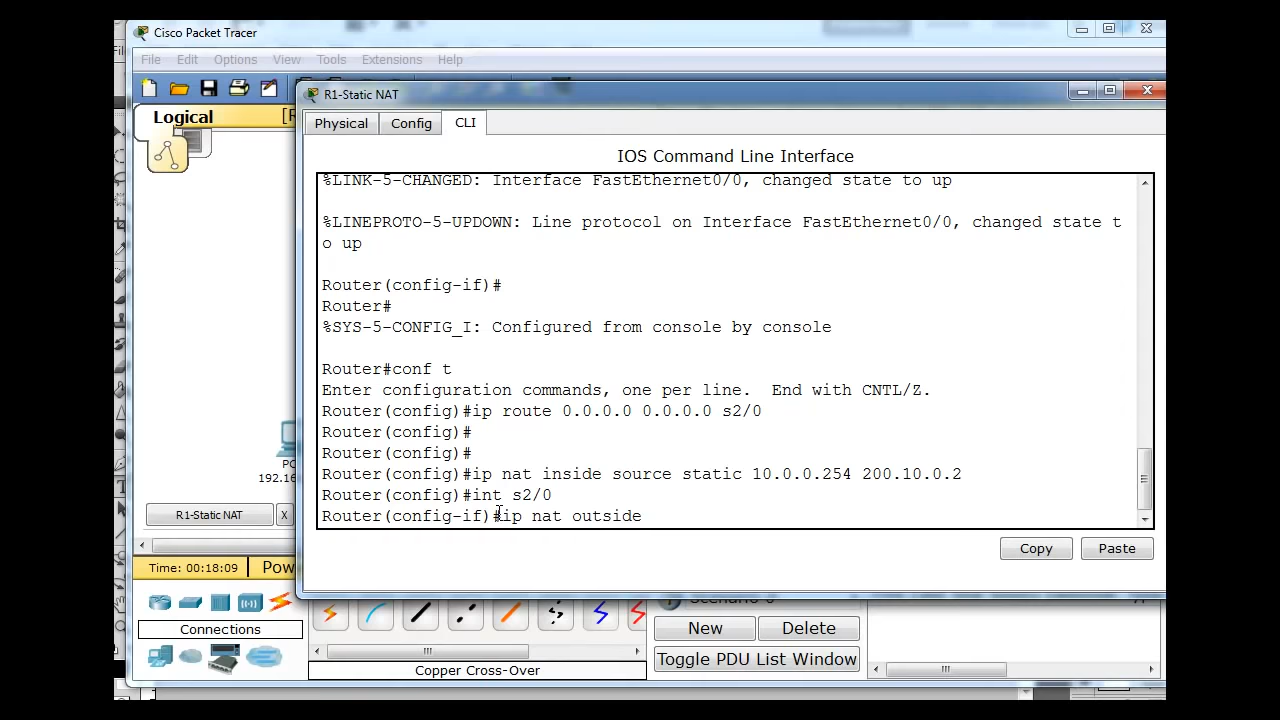 Cisco Packet Tracer
File Edit Options View Tools Extensions Help
R1-Static NAT
Logical
Physical Config CLI
IOS Command Line Interface
%LINK-5-CHANGED: Interface FastEthernet0/0, changed state to up
%LINEPROTO-5-UPDOWN: Line protocol on Interface FastEthernet0/0, changed state t
o up
Router(config-if)#
Router#
%SYS-5-CONFIG_I: Configured from console by console
Router#conf t
Enter configuration commands, one per line.  End with CNTL/Z.
Router(config)#ip route 0.0.0.0 0.0.0.0 s2/0
Router(config)#
Router(config)#
Router(config)#ip nat inside source static 10.0.0.254 200.10.0.2
Router(config)#int s2/0
Router(config-if)#ip nat outside
PC
192.16
R1-Static NAT X
Copy Paste
Time: 00:18:09 Pow
Connections
New Delete
Toggle PDU List Window
Copper Cross-Over